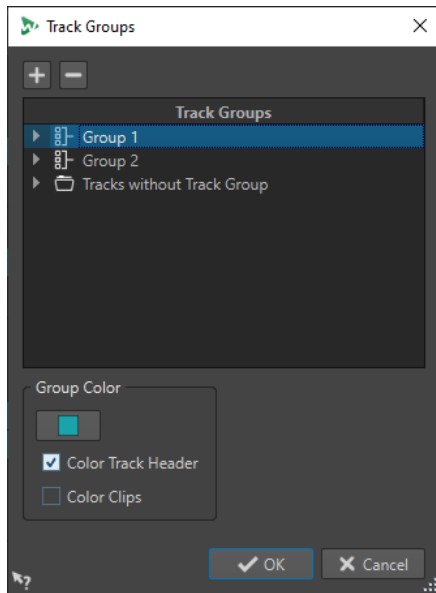 Track Groups
Track Groups
Group 1
Group 2
Tracks without Track Group
Group Color
Color Track Header
Color Clips
OK
Cancel